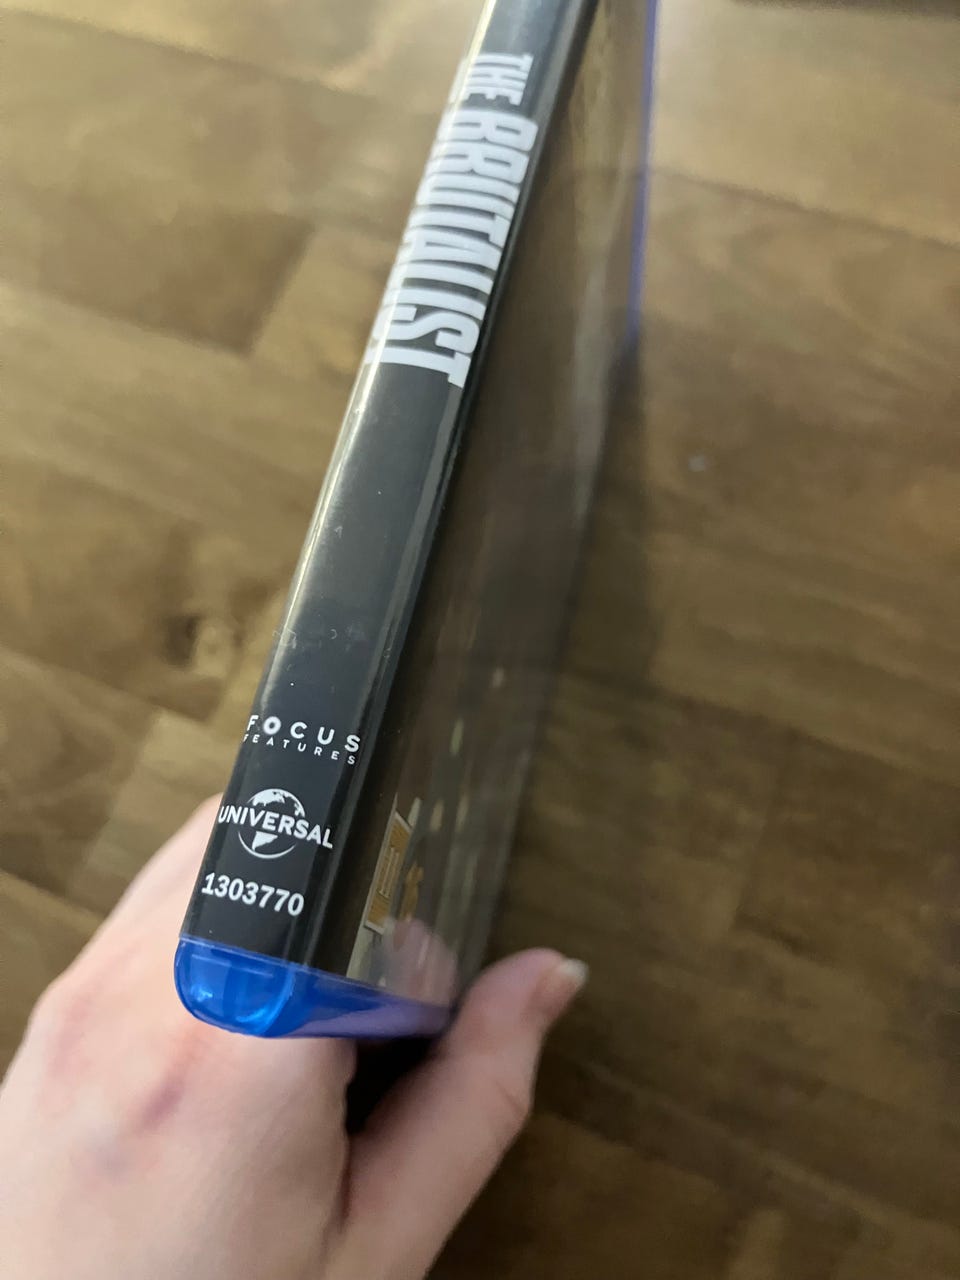 THE BRUTALIST
FOCUS
FEATURES
UNIVERSAL
1303770